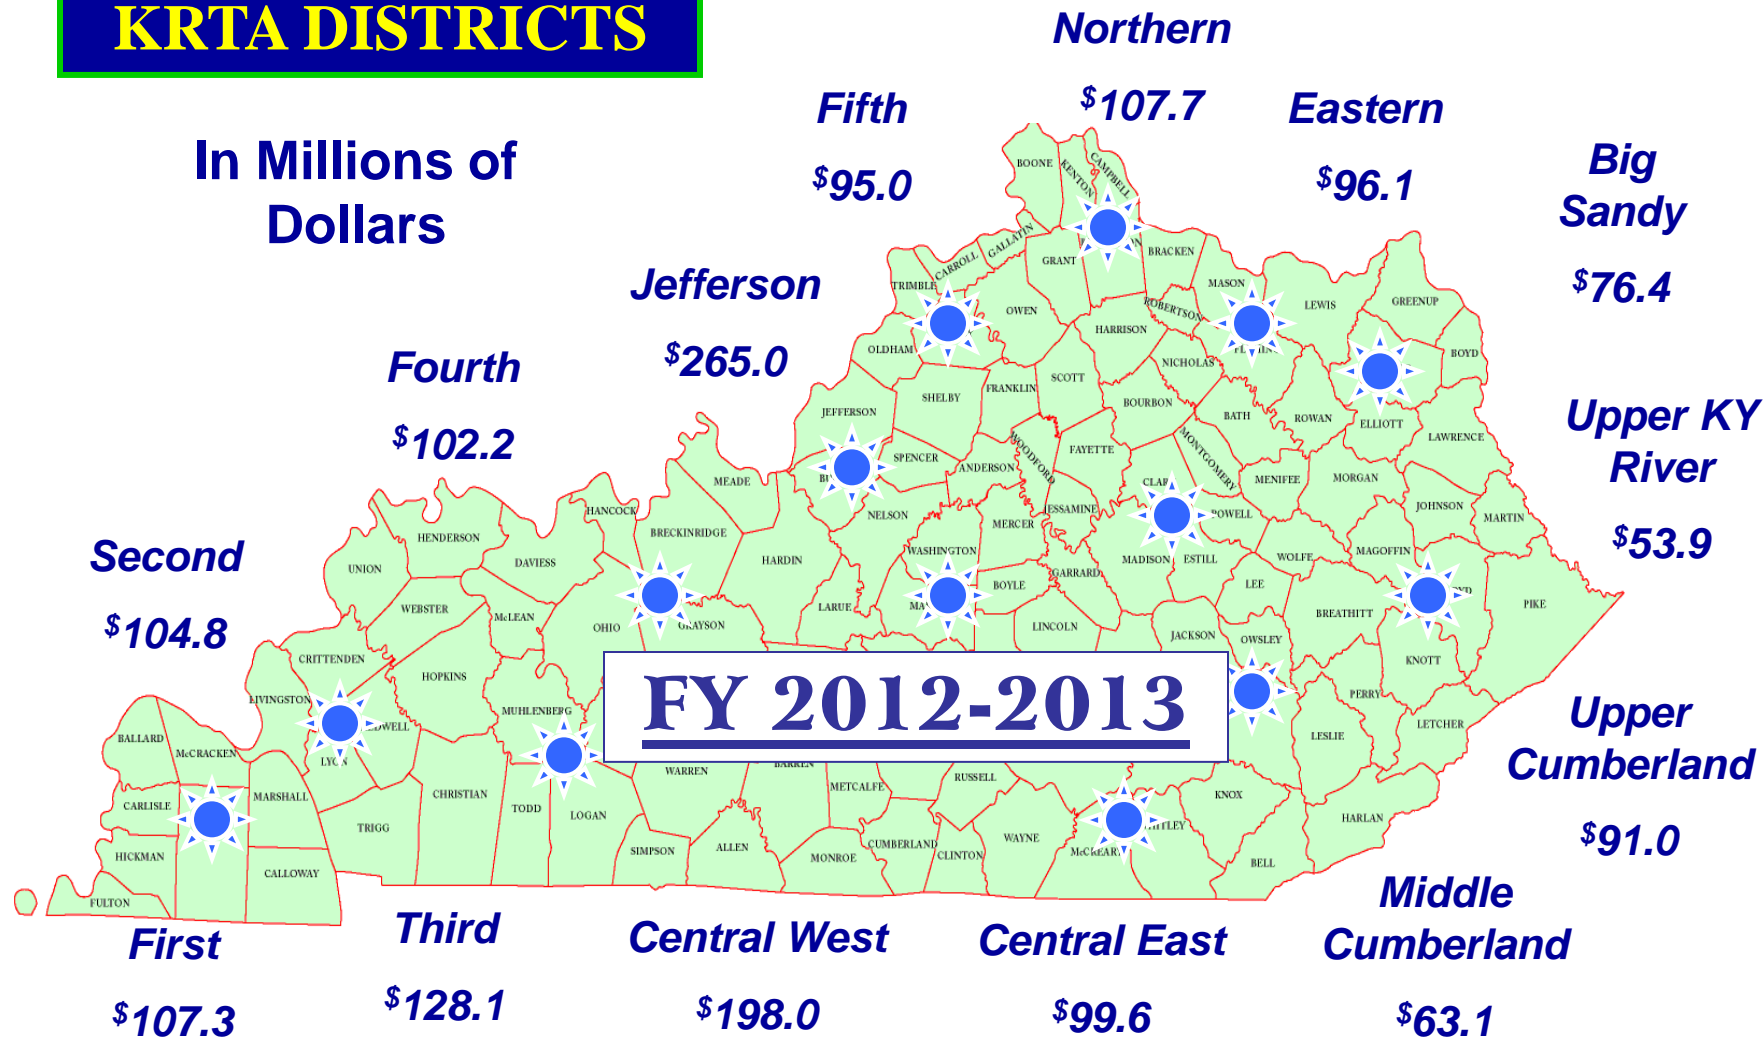 KRTA DISTRICTS
In Millions of
Dollars
Northern
$107.7
Fifth
$95.0
Eastern
$96.1
Big
Sandy
$76.4
Jefferson
$265.0
Fourth
$102.2
Upper KY
River
$53.9
Second
$104.8
Upper
Cumberland
$91.0
BOONE
KENTON
CAMPBELL
GALLATIN
CARROLL
GRANT
BRACKEN
TRIMBLE
OWEN
MASON
ROBERTSON
LEWIS
GREENUP
HARRISON
OLDHAM
NICHOLAS
BOYD
SHELBY
FRANKLIN
SCOTT
BOURBON
JEFFERSON
BATH
ROWAN
ELLIOTT
LAWRENCE
SPENCER
ANDERSON
WOODFORD
FAYETTE
MONTGOMERY
MENIFEE
MORGAN
MEADE
HANCOCK
NELSON
MERCER
JESSAMINE
POWELL
JOHNSON
MARTIN
BRECKINRIDGE
HENDERSON
DAVIESS
HARDIN
WASHINGTON
MADISON
ESTILL
WOLFE
MAGOFFIN
UNION
BOYLE
GARRARD
LEE
PIKE
WEBSTER
McLEAN
OHIO
GRAYSON
LARUE
LINCOLN
JACKSON
OWSLEY
BREATHITT
KNOTT
CRITTENDEN
HOPKINS
PERRY
LIVINGSTON
MUHLENBERG
FY 2012-2013
LETCHER
LESLIE
BALLARD
McCRACKEN
LYON
WARREN
BARREN
METCALFE
RUSSELL
KNOX
CARLISLE
MARSHALL
CHRISTIAN
TODD
LOGAN
HARLAN
TRIGG
WAYNE
HICKMAN
SIMPSON
ALLEN
MONROE
CUMBERLAND
CLINTON
McCREARY
BELL
CALLOWAY
FULTON
First
$107.3
Third
$128.1
Central West
$198.0
Central East
$99.6
Middle
Cumberland
$63.1